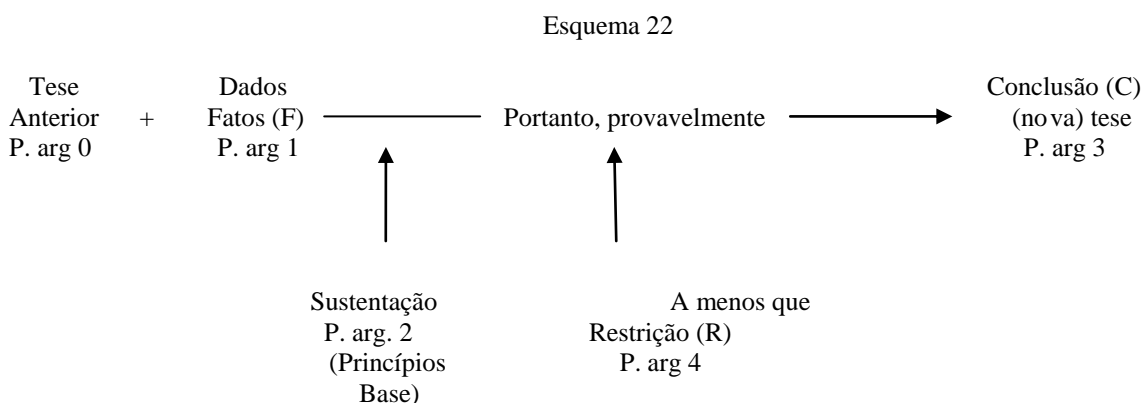 Esquema 22
Tese Dados Conclusão (C)
Anterior + Fatos (F) Portanto, provavelmente (nova) tese
P. arg 0 P. arg 1 P. arg 3
Sustentação A menos que
P. arg. 2 Restrição (R)
(Princípios P. arg 4
Base)